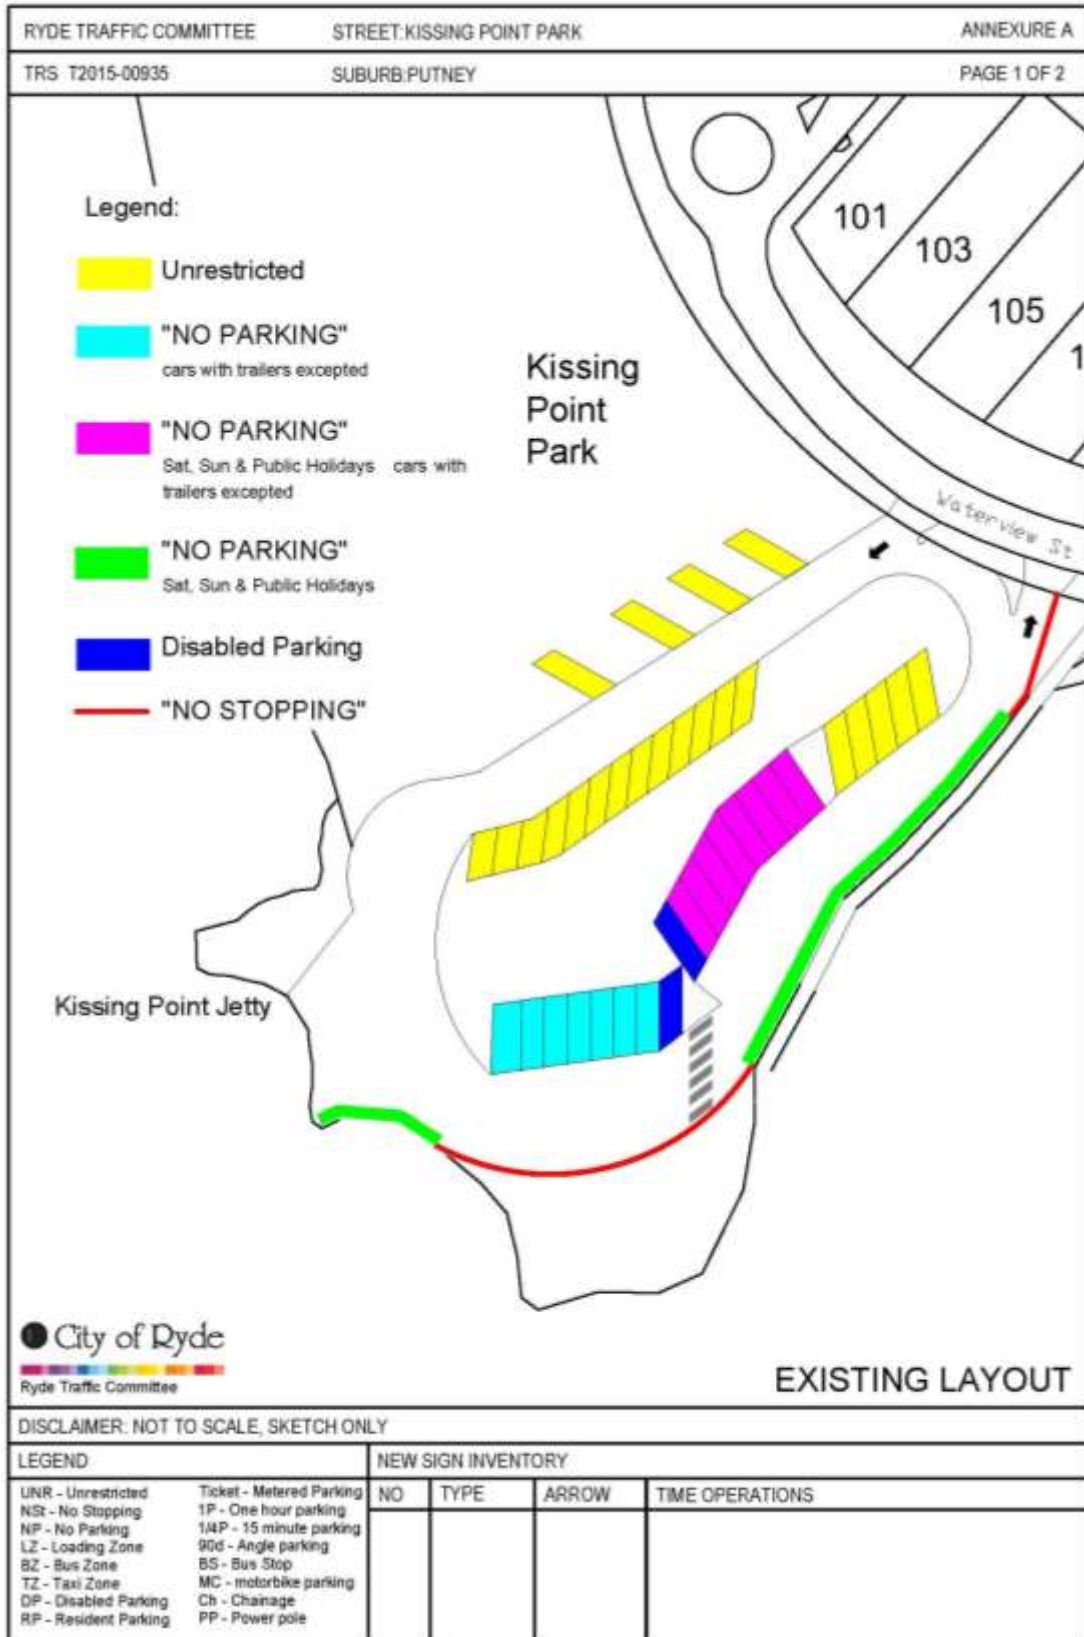 RYDE TRAFFIC COMMITTEE STREET:KISSING POINT PARK ANNEXURE A
TRS T2015-00935 SUBURB:PUTNEY PAGE 1 OF 2
Legend:
Unrestricted
"NO PARKING"
cars with trailers excepted
"NO PARKING"
Sat, Sun & Public Holidays cars with
trailers excepted
"NO PARKING"
Sat, Sun & Public Holidays
Disabled Parking
"NO STOPPING"
Kissing
Point
Park
101
103
105
1
Waterview St
Kissing Point Jetty
City of Ryde
Ryde Traffic Committee
EXISTING LAYOUT
DISCLAIMER: NOT TO SCALE, SKETCH ONLY
LEGEND
UNR - Unrestricted Ticket - Metered Parking
NSt - No Stopping 1P - One hour parking
NP - No Parking 1/4P - 15 minute parking
LZ - Loading Zone 90d - Angle parking
BZ - Bus Zone BS - Bus Stop
TZ - Taxi Zone MC - motorbike parking
DP - Disabled Parking Ch - Chainage
RP - Resident Parking PP - Power pole
NEW SIGN INVENTORY
NO TYPE ARROW TIME OPERATIONS